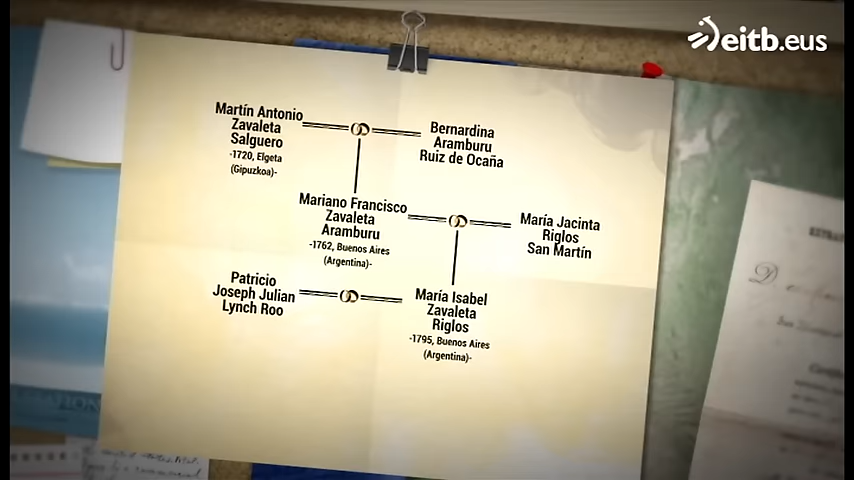 eitb.eus
Martín Antonio
Zavaleta
Salguero
-1720, Elgeta
(Gipuzkoa)-
Bernardina
Aramburu
Ruiz de Ocaña
Mariano Francisco
Zavaleta
Aramburu
-1762, Buenos Aires
(Argentina)-
María Jacinta
Riglos
San Martín
Patricio
Joseph Julian
Lynch Roo
María Isabel
Zavaleta
Riglos
-1795, Buenos Aires
(Argentina)-